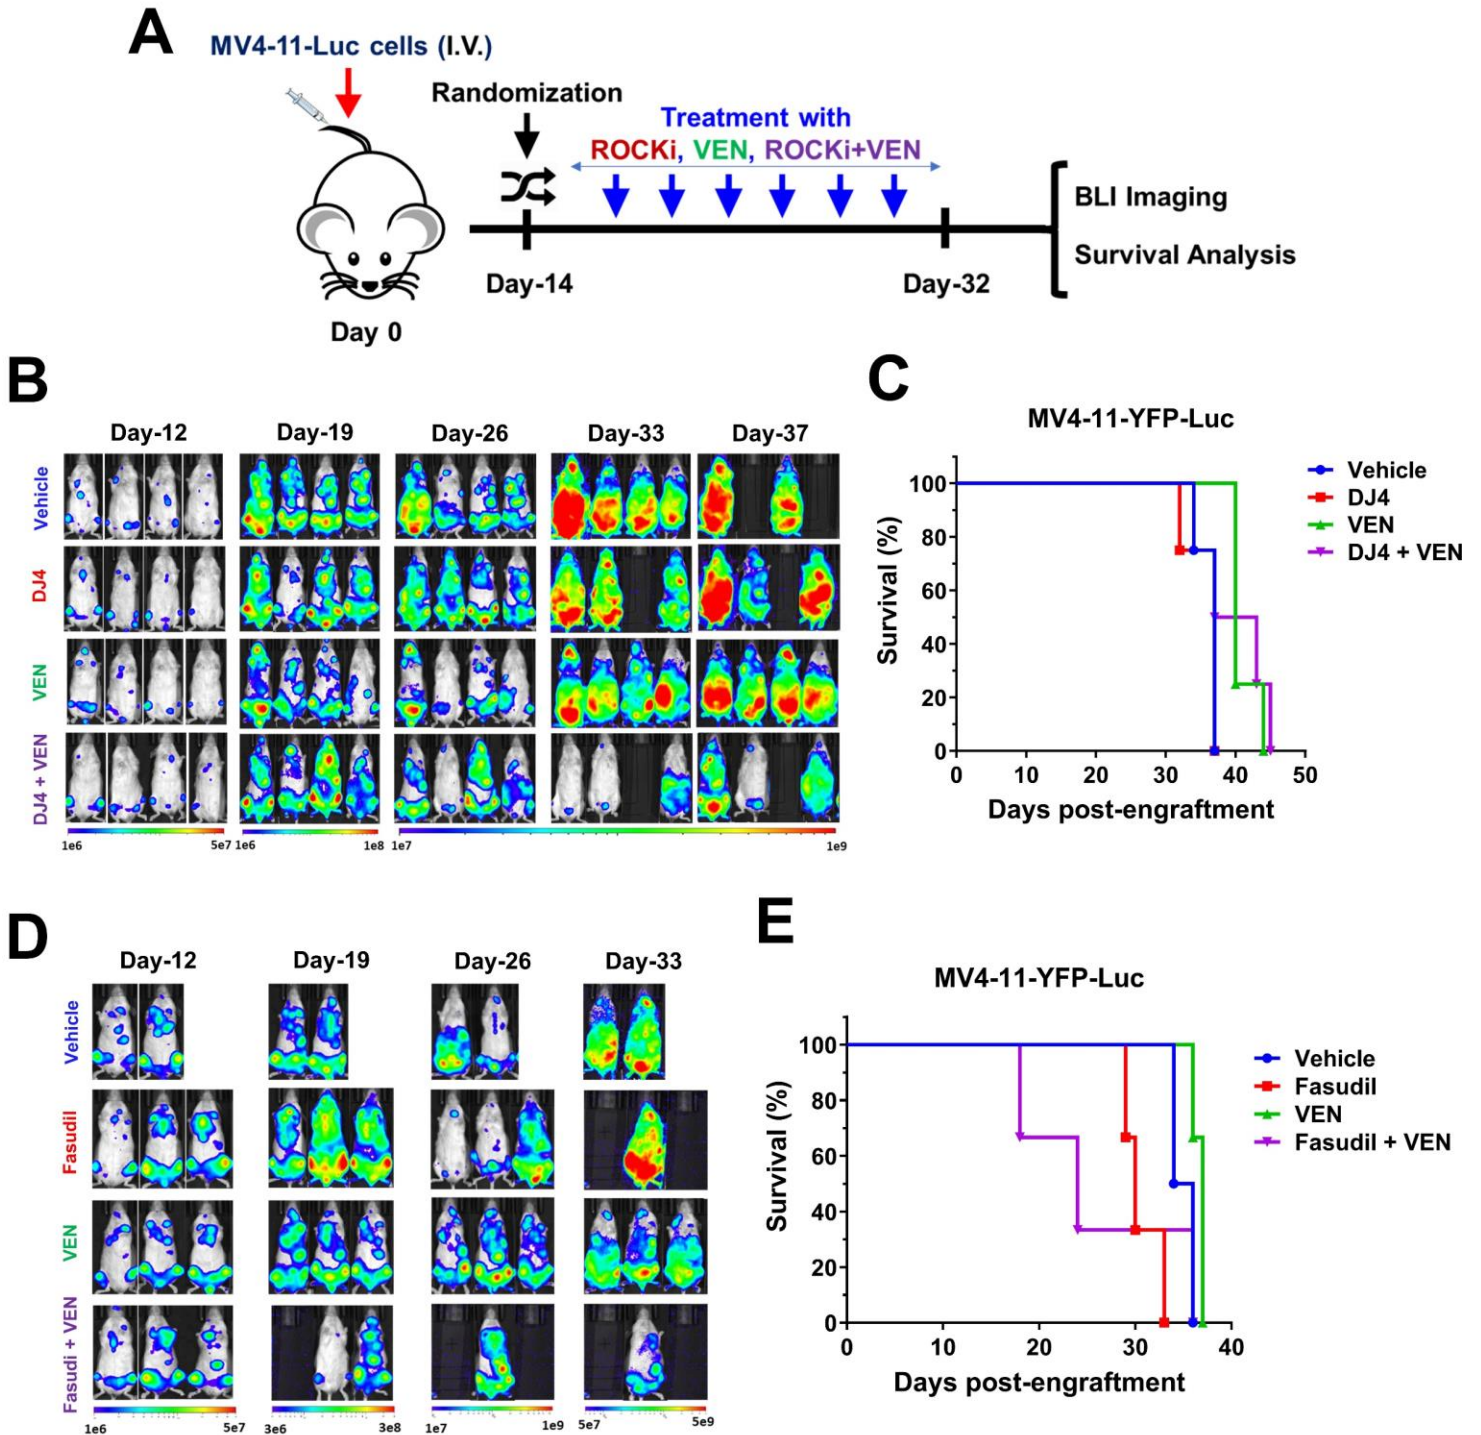 A
MV4-11-Luc cells (I.V.)
Randomization
Treatment with
ROCKi, VEN, ROCKi+VEN
BLI Imaging
Survival Analysis
Day-14
Day-32
Day 0
B
Day-12
Day-19
Day-26
Day-33
Day-37
Vehicle
DJ4
VEN
DJ4 + VEN
1e6
5e7
1e6
1e8
1e7
1e9
C
MV4-11-YFP-Luc
Vehicle
DJ4
VEN
DJ4 + VEN
Survival (%)
100
80
60
40
20
0
0
10
20
30
40
50
Days post-engraftment
D
Day-12
Day-19
Day-26
Day-33
Vehicle
Fasudil
VEN
Fasudi + VEN
1e6
5e7
3e6
3e8
1e7
1e9
5e7
5e9
E
MV4-11-YFP-Luc
Vehicle
Fasudil
VEN
Fasudil + VEN
Survival (%)
100
80
60
40
20
0
0
10
20
30
40
Days post-engraftment